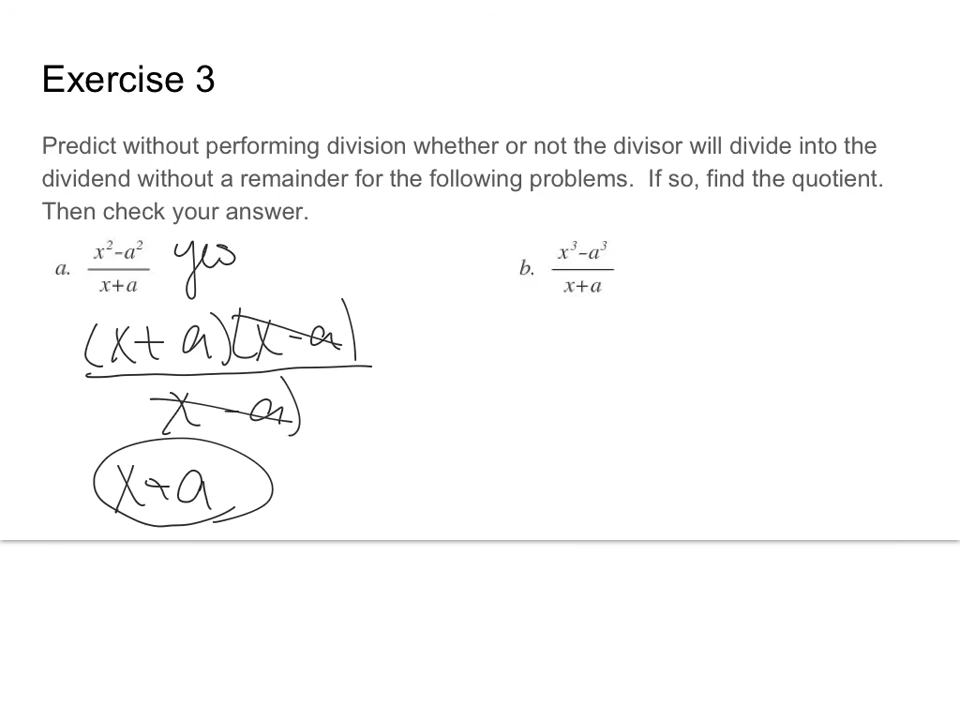 Exercise 3
Predict without performing division whether or not the divisor will divide into the
dividend without a remainder for the following problems. If so, find the quotient.
Then check your answer.
a. x²-a² / x+a yes
(x+a)(x-a)
x-a)
x+a
b. x³-a³ / x+a